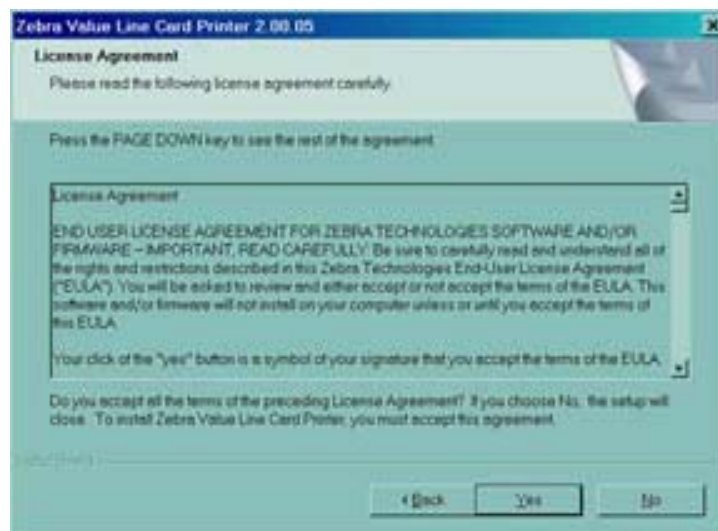 Zebra Value Line Card Printer 2.00.05
License Agreement
Please read the following license agreement carefully.
Press the PAGE DOWN key to see the rest of the agreement.
License Agreement
END USER LICENSE AGREEMENT FOR ZEBRA TECHNOLOGIES SOFTWARE AND/OR
FIRMWARE – IMPORTANT, READ CAREFULLY: Be sure to carefully read and understand all of
the rights and restrictions described in this Zebra Technologies End-User License Agreement
("EULA"). You will be asked to review and either accept or not accept the terms of the EULA. This
software and/or firmware will not install on your computer unless or until you accept the terms of
this EULA.
Your click of the "yes" button is a symbol of your signature that you accept the terms of the EULA.
Do you accept all the terms of the preceding License Agreement? If you choose No, the setup will
close. To install Zebra Value Line Card Printer, you must accept this agreement.
< Back
Yes
No